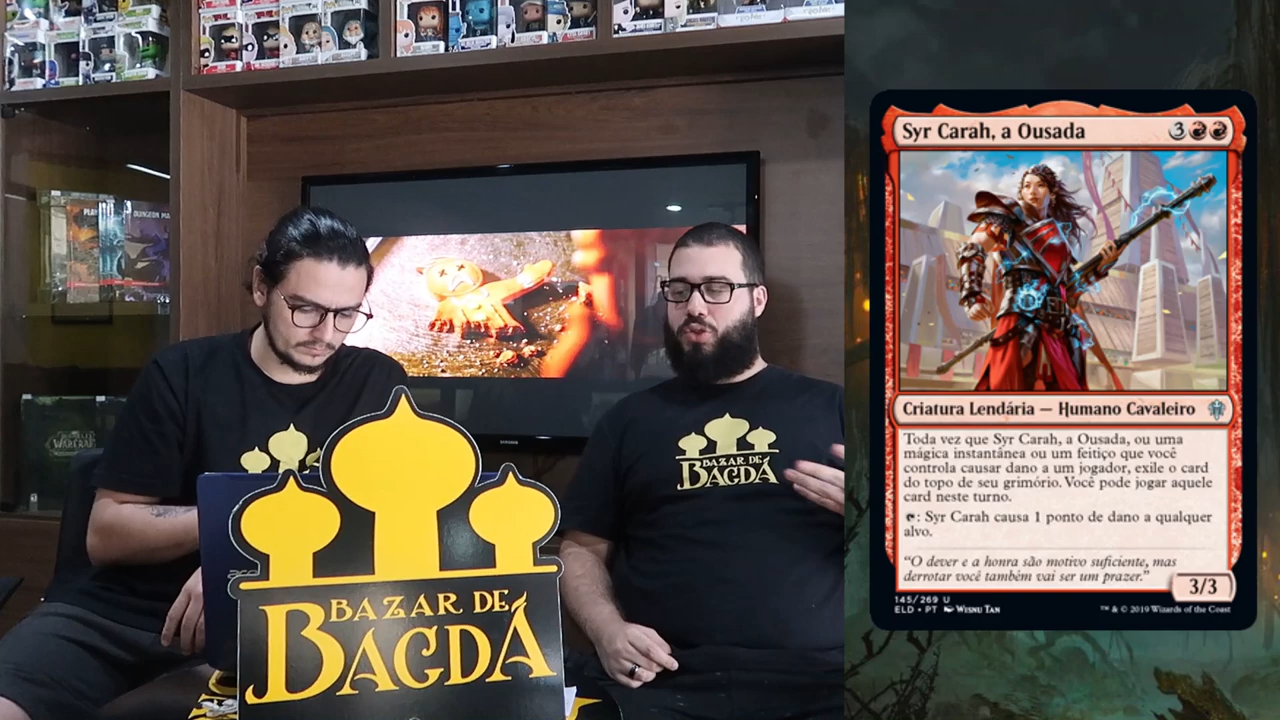 BAZAR DE
BAGDÁ
BAZAR DE
BAGDÁ
SAMSUNG
Syr Carah, a Ousada 3
Criatura Lendária — Humano Cavaleiro
Toda vez que Syr Carah, a Ousada, ou uma
mágica instantânea ou um feitiço que você
controla causar dano a um jogador, exile o card
do topo de seu grimório. Você pode jogar aquele
card neste turno.
: Syr Carah causa 1 ponto de dano a qualquer
alvo.
“O dever e a honra são motivo suficiente, mas
derrotar você também vai ser um prazer.”
3/3
145/269 U
ELD • PT Wisnu Tan
™ & © 2019 Wizards of the Coast